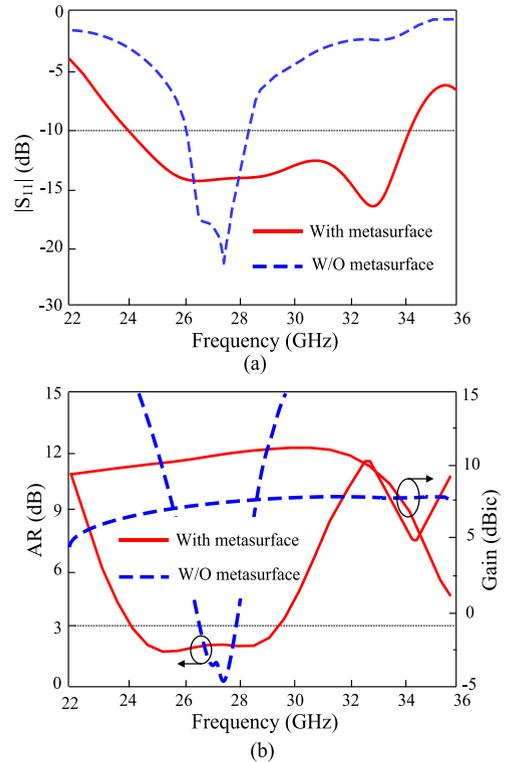 0
-5
-10
-15
-20
-30
|S11| (dB)
With metasurface
W/O metasurface
22 24 26 28 30 32 34 36
Frequency (GHz)
(a)
15
12
9
6
3
0
AR (dB)
15
10
5
0
-5
Gain (dBic)
With metasurface
W/O metasurface
22 24 26 28 30 32 34 36
Frequency (GHz)
(b)